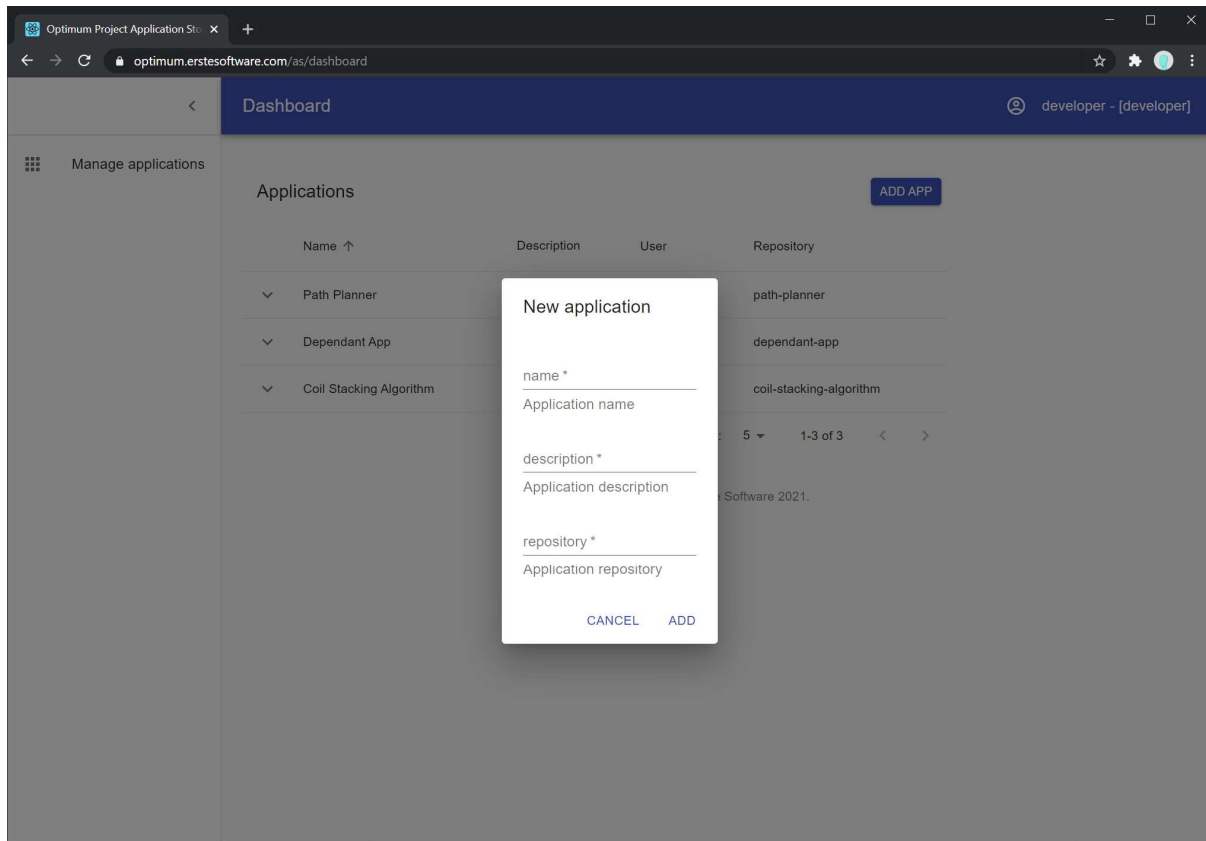 Optimum Project Application Sto
optimum.erstesoftware.com/as/dashboard
Dashboard
developer - [developer]
Manage applications
Applications
ADD APP
Name Description User Repository
Path Planner path-planner
Dependant App dependant-app
Coil Stacking Algorithm coil-stacking-algorithm
: 5 1-3 of 3
Software 2021.
New application
name *
Application name
description *
Application description
repository *
Application repository
CANCEL ADD